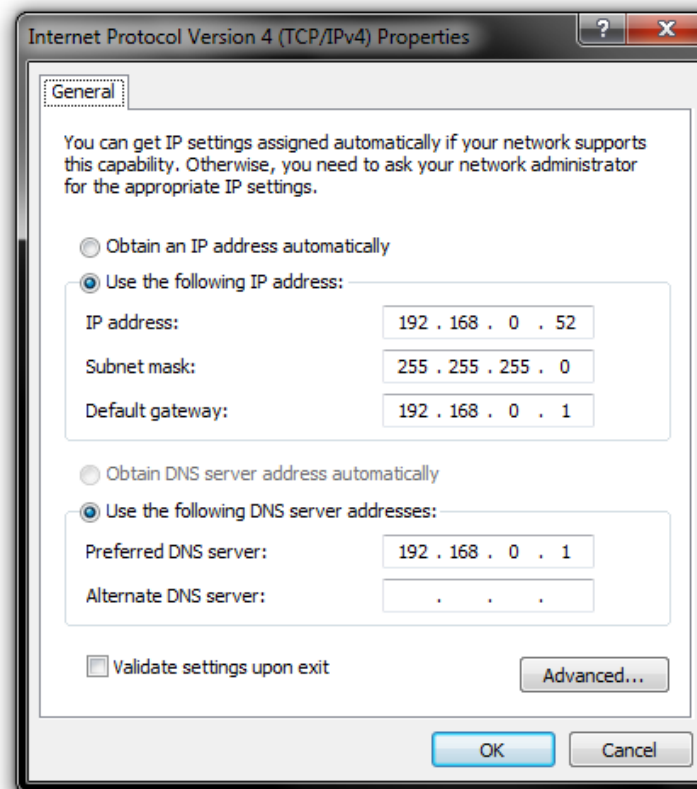 Internet Protocol Version 4 (TCP/IPv4) Properties
?
X
General
You can get IP settings assigned automatically if your network supports
this capability. Otherwise, you need to ask your network administrator
for the appropriate IP settings.
Obtain an IP address automatically
Use the following IP address:
IP address: 192 . 168 . 0 . 52
Subnet mask: 255 . 255 . 255 . 0
Default gateway: 192 . 168 . 0 . 1
Obtain DNS server address automatically
Use the following DNS server addresses:
Preferred DNS server: 192 . 168 . 0 . 1
Alternate DNS server: . . .
Validate settings upon exit
Advanced...
OK Cancel